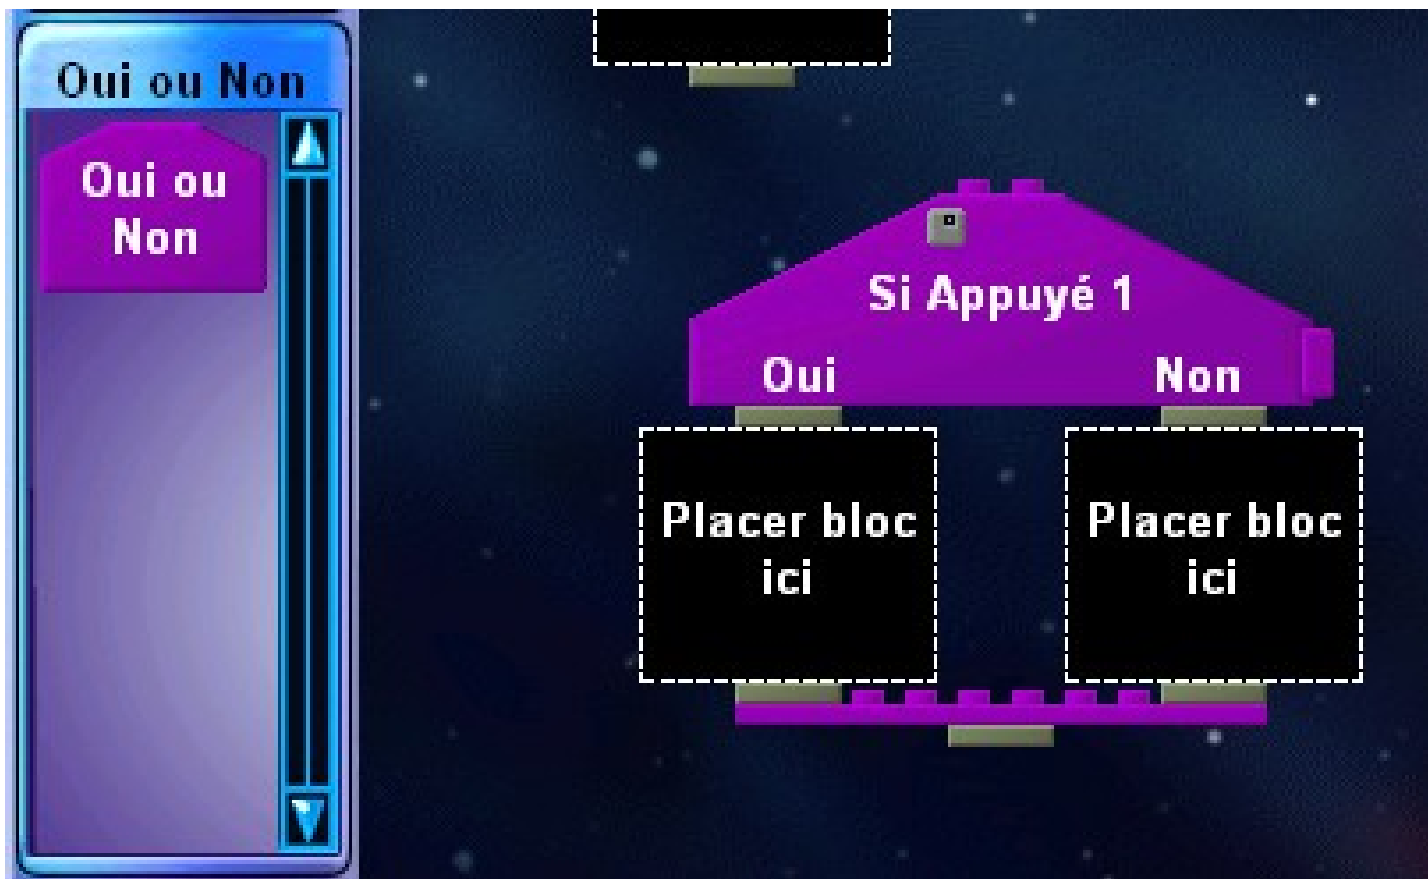 Oui ou Non
Oui ou
Non
Si Appuyé 1
Oui
Non
Placer bloc
ici
Placer bloc
ici